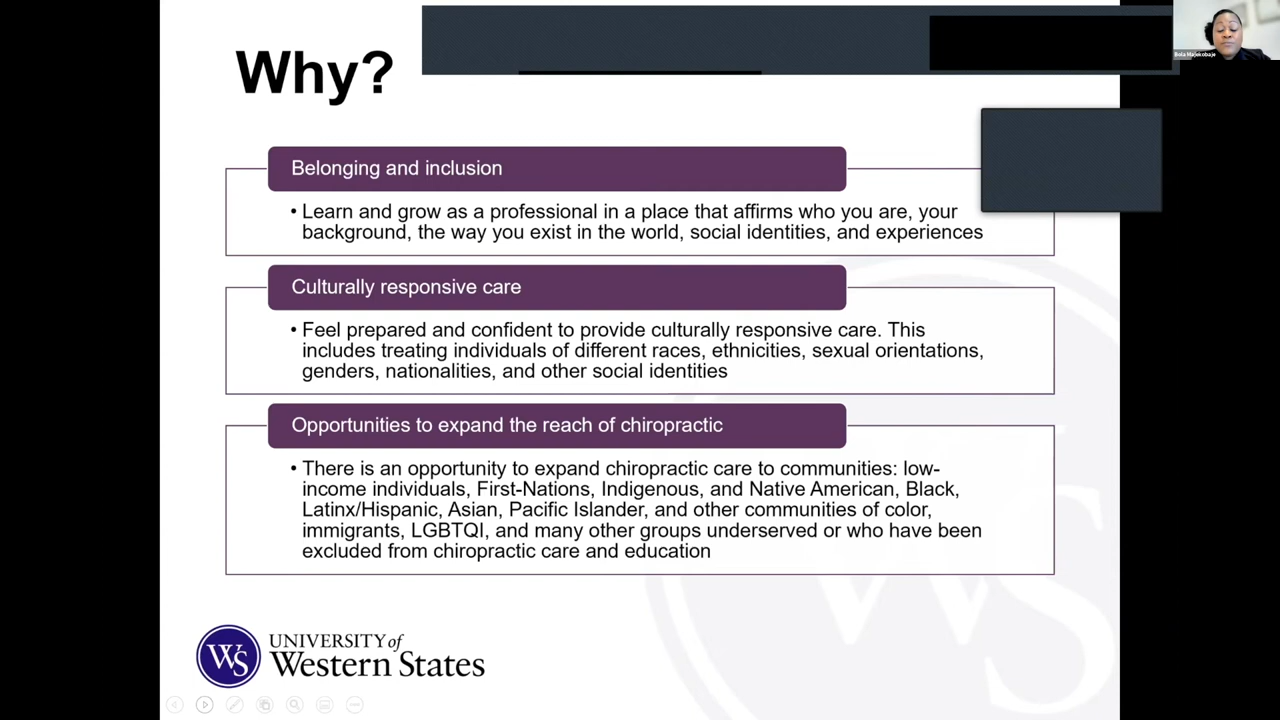 Why?
Bola Majekobaje
Belonging and inclusion
• Learn and grow as a professional in a place that affirms who you are, your
background, the way you exist in the world, social identities, and experiences
Culturally responsive care
• Feel prepared and confident to provide culturally responsive care. This
includes treating individuals of different races, ethnicities, sexual orientations,
genders, nationalities, and other social identities
Opportunities to expand the reach of chiropractic
• There is an opportunity to expand chiropractic care to communities: low-
income individuals, First-Nations, Indigenous, and Native American, Black,
Latinx/Hispanic, Asian, Pacific Islander, and other communities of color,
immigrants, LGBTQI, and many other groups underserved or who have been
excluded from chiropractic care and education
WS
WS
UNIVERSITY of
Western States